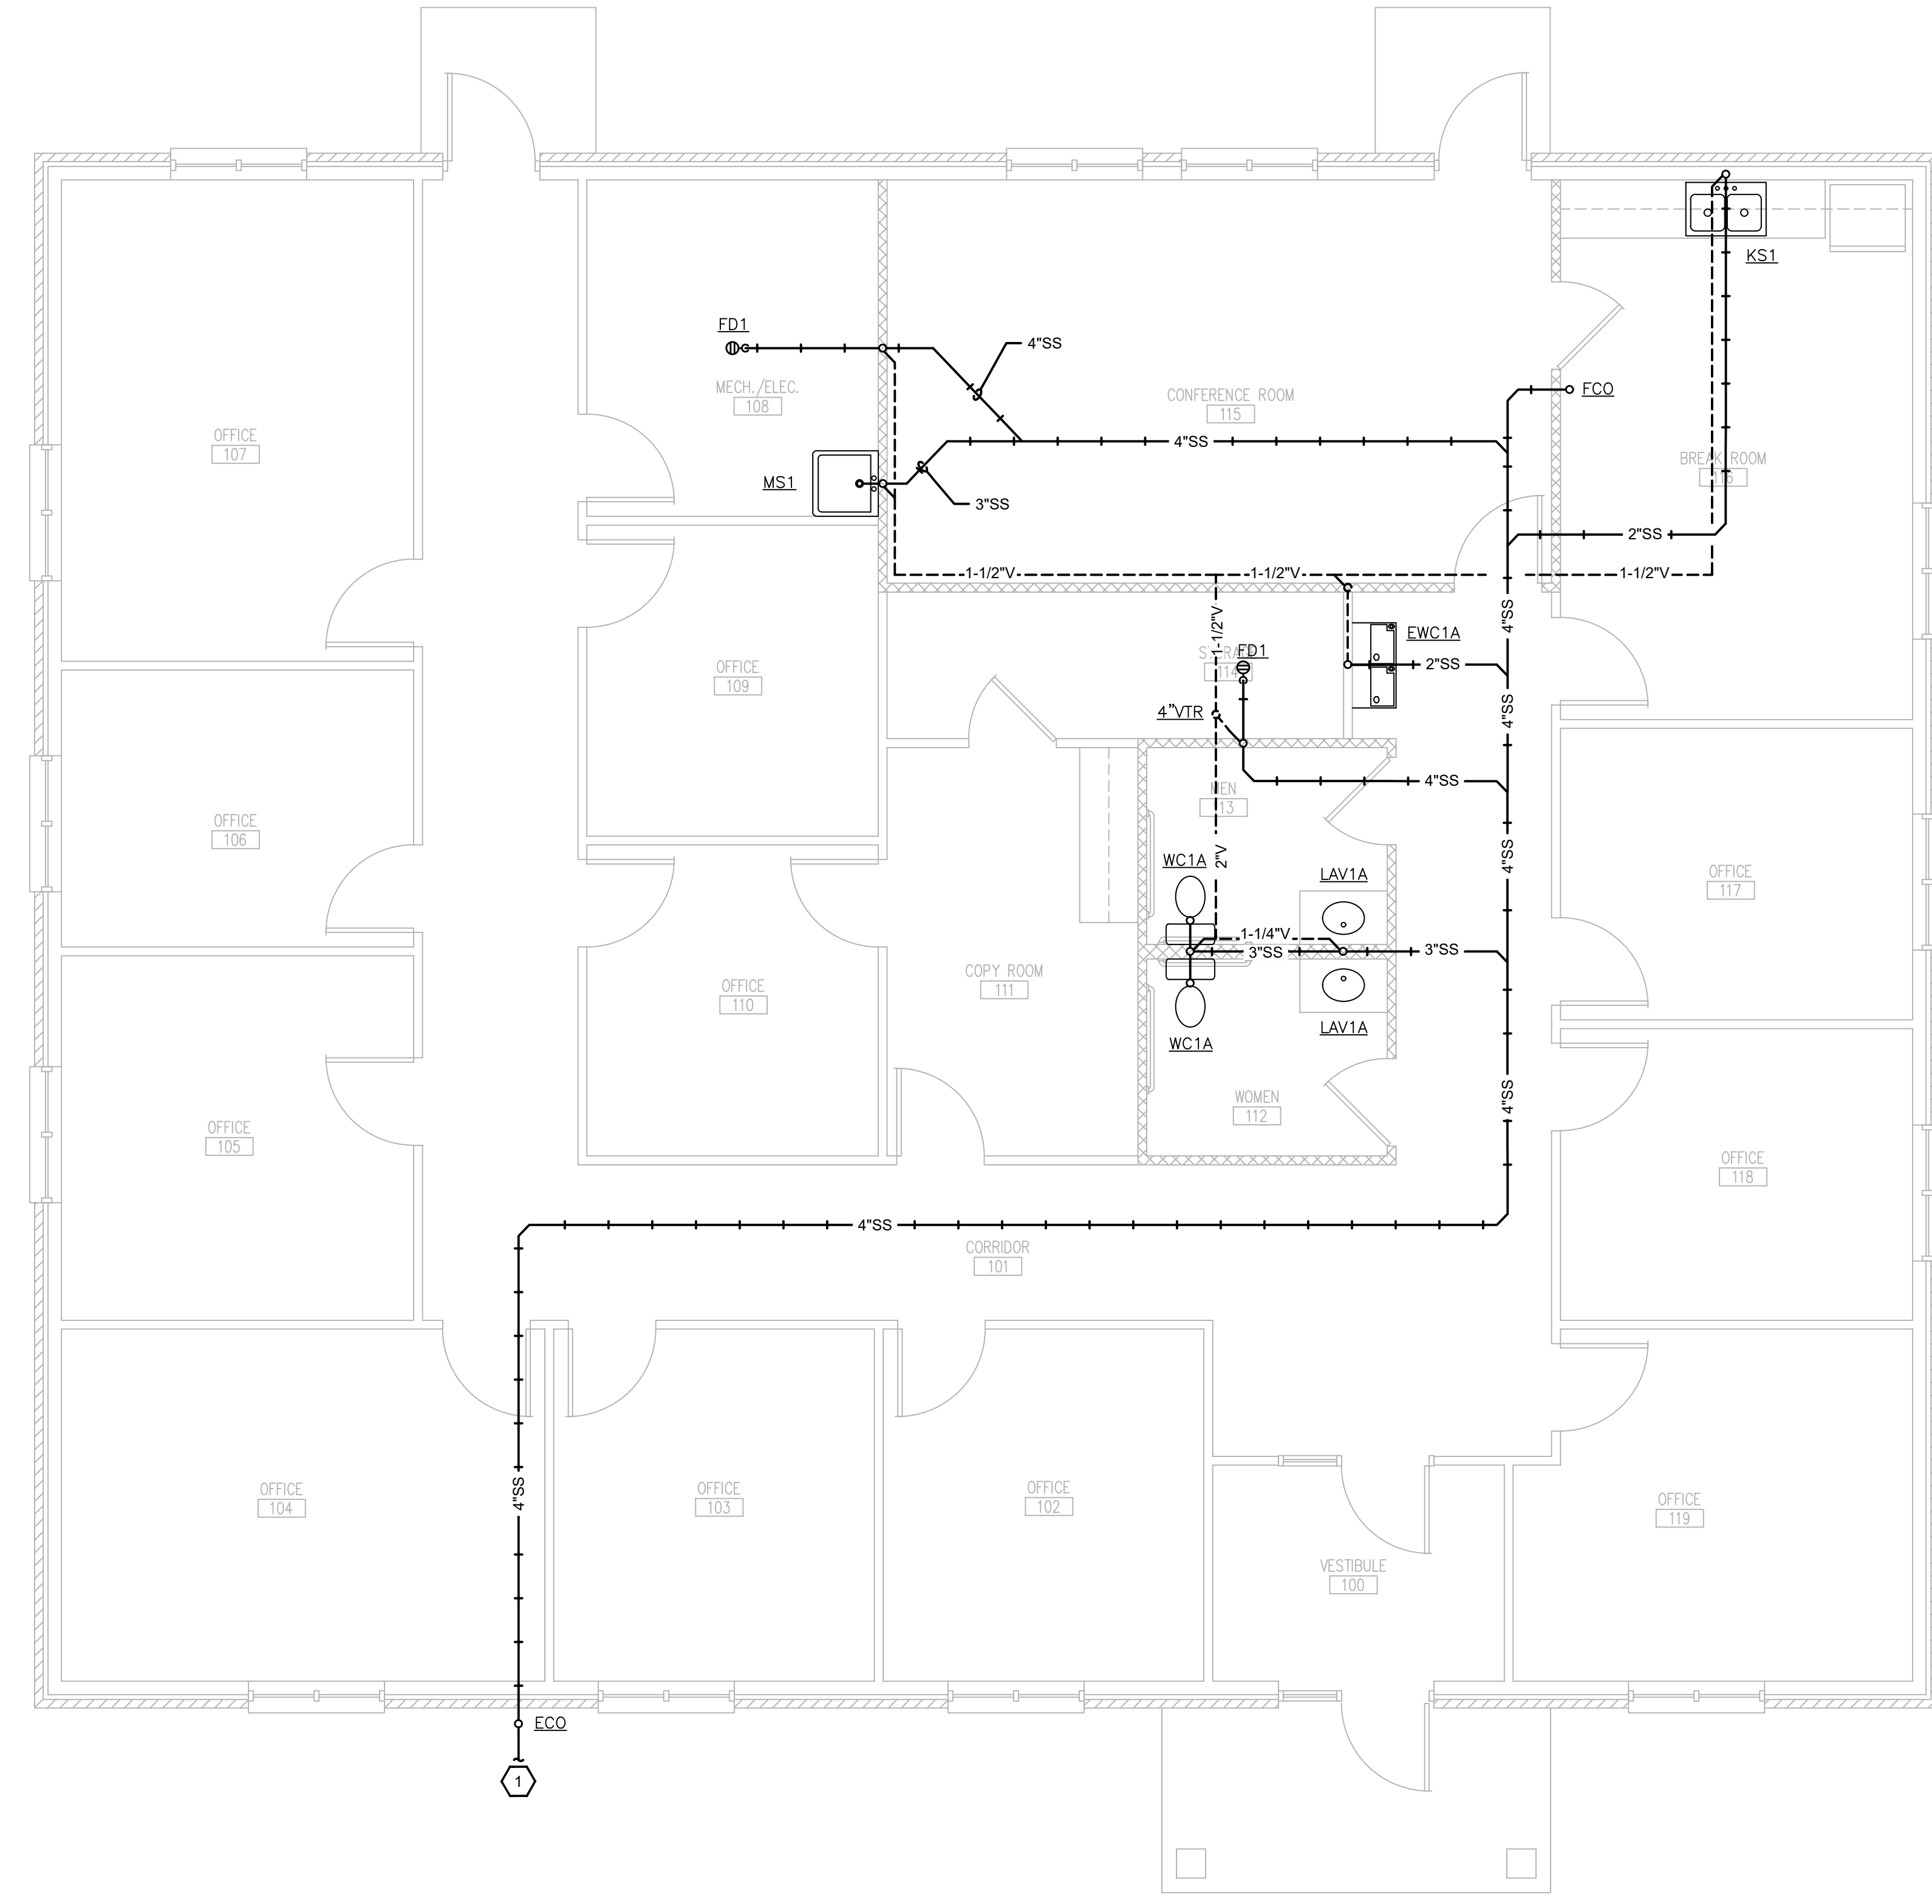 KS1
FD1
4"SS
MECH./ELEC.
108
CONFERENCE ROOM
115
FCO
OFFICE
107
4"SS
BREAK ROOM
116
MS1
3"SS
2"SS
1-1/2"V
1-1/2"V
1-1/2"V
4"SS
1-1/2"V
EWC1A
FD1
STORAGE
114
2"SS
OFFICE
109
4"VTR
4"SS
4"SS
MEN
113
OFFICE
106
2"V
4"SS
WC1A
LAV1A
OFFICE
117
1-1/4"V
3"SS
3"SS
COPY ROOM
111
OFFICE
110
LAV1A
WC1A
4"SS
WOMEN
112
OFFICE
105
OFFICE
118
4"SS
CORRIDOR
101
4"SS
OFFICE
104
OFFICE
103
OFFICE
102
OFFICE
119
VESTIBULE
100
ECO
1